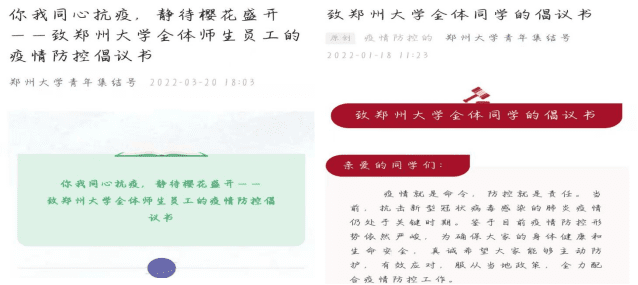 你我同心抗疫，静待樱花盛开
——致郑州大学全体师生员工的
疫情防控倡议书
郑州大学青年集结号 2022-03-20 18:03
你我同心抗疫，静待樱花盛开——
致郑州大学全体师生员工的疫情防控倡
议书
致郑州大学全体同学的倡议书
原创 疫情防控的 郑州大学青年集结号
2022-01-18 11:23
致郑州大学全体同学的倡议书
亲爱的同学们：
疫情就是命令，防控就是责任。当
前，抗击新型冠状病毒感染的肺炎疫情
仍处于关键时期。鉴于目前疫情防控形
势依然严峻，为确保大家的身体健康和
生命安全，真诚希望大家能够主动防
护，有效应对，服从当地政策，全力配
合疫情防控工作。